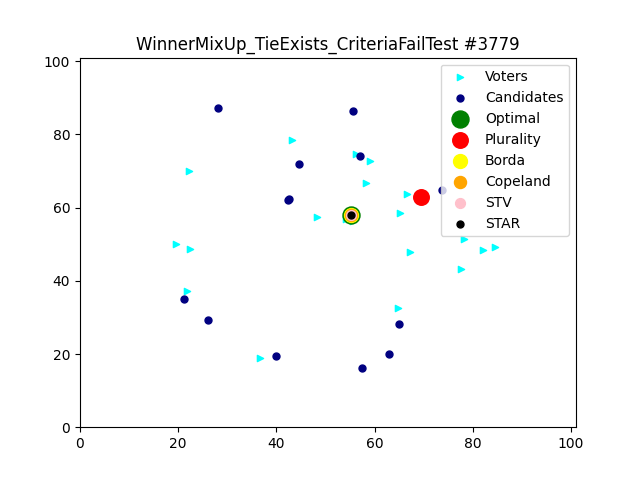 WinnerMixUp_TieExists_CriteriaFailTest #3779
100
80
60
40
20
0
0 20 40 60 80 100
Voters
Candidates
Optimal
Plurality
Borda
Copeland
STV
STAR